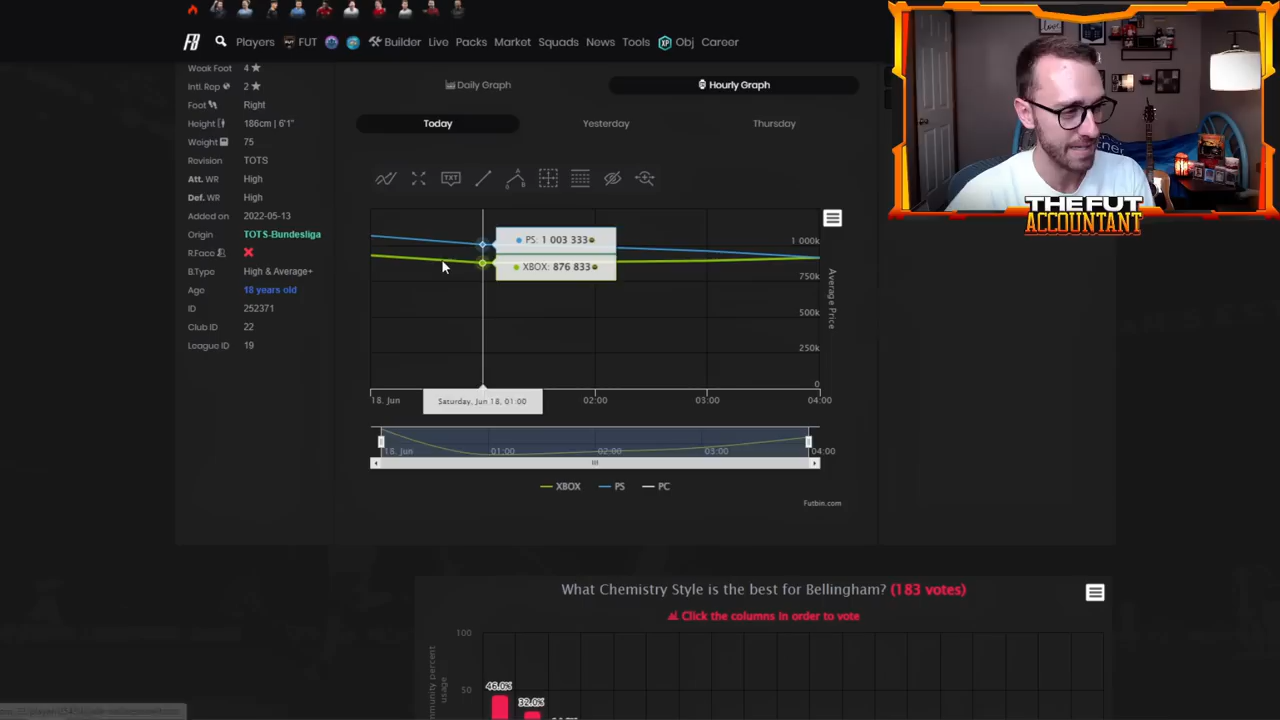 F8
Players
FUT
Builder
Live
Packs
Market
Squads
News
Tools
XP
Obj
Career
Weak Foot 4
Intl. Rep 2
Foot Right
Height 186cm | 6'1"
Weight 75
Revision TOTS
Att. WR High
Def. WR High
Added on 2022-05-13
Origin TOTS-Bundesliga
R.Face
B.Type High & Average+
Age 18 years old
ID 252371
Club ID 22
League ID 19
Daily Graph
Hourly Graph
Today
Yesterday
Thursday
TXT
PS: 1 003 333
XBOX: 876 833
1 000k
750k
500k
250k
0
Average Price
18. Jun
Saturday, Jun 18, 01:00
02:00
03:00
04:00
18. Jun
01:00
02:00
03:00
04:00
XBOX
PS
PC
Futbin.com
What Chemistry Style is the best for Bellingham? (183 votes)
Click the columns in order to vote
100
50
46.0%
32.0%
THE FUT
ACCOUNTANT